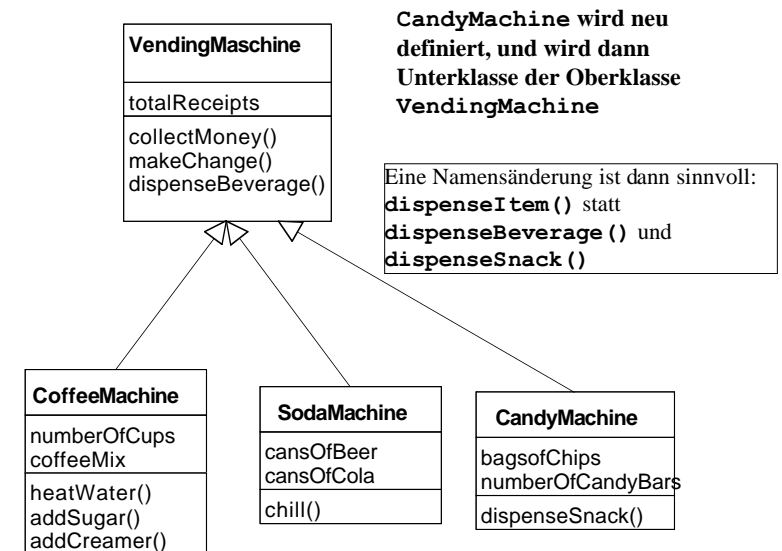 VendingMaschine
totalReceipts
collectMoney()
makeChange()
dispenseBeverage()
CandyMachine wird neu
definiert, und wird dann
Unterklasse der Oberklasse
VendingMachine
Eine Namensänderung ist dann sinnvoll:
dispenseItem() statt
dispenseBeverage() und
dispenseSnack()
CoffeeMachine
numberOfCups
coffeeMix
heatWater()
addSugar()
addCreamer()
SodaMachine
cansOfBeer
cansOfCola
chill()
CandyMachine
bagsofChips
numberOfCandyBars
dispenseSnack()